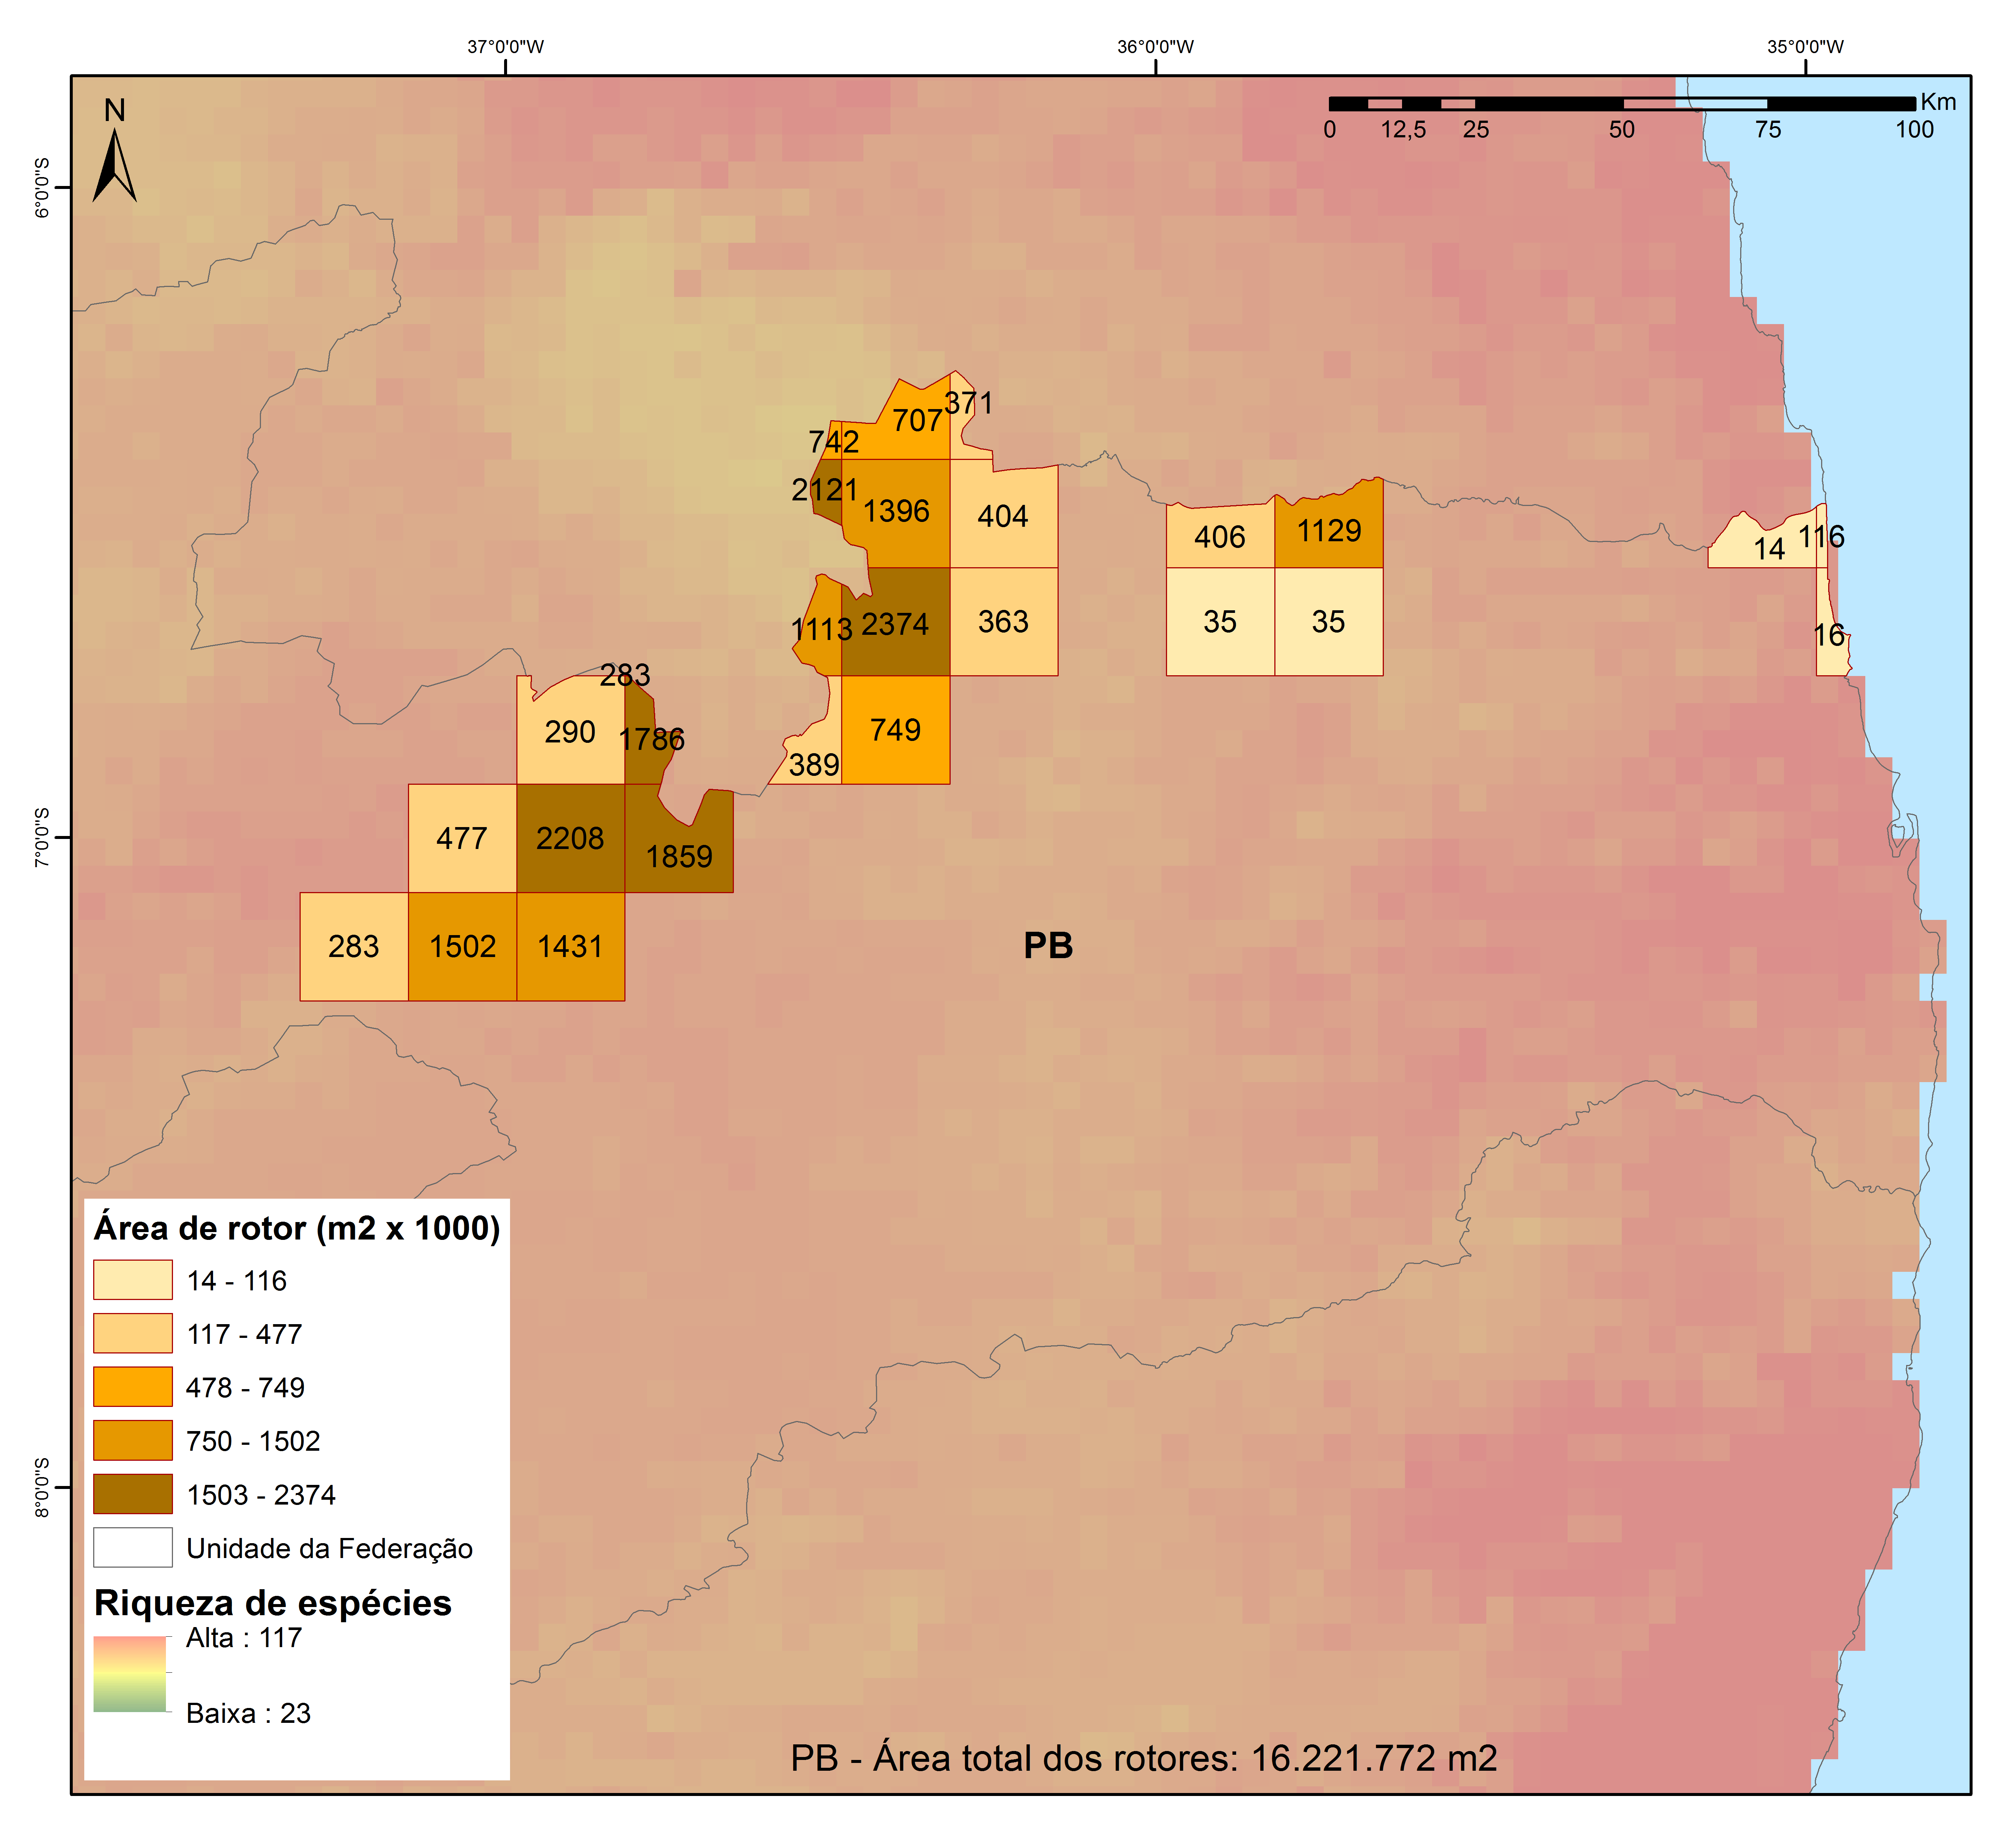 37°0'0"W
36°0'0"W
35°0'0"W
N
Km
0 12,5 25 50 75 100
6°0'0"S
7°0'0"S
8°0'0"S
371
707
742
2121
1396
404
406
1129
14
116
1113
2374
363
35
35
16
283
290
1786
389
749
477
2208
1859
283
1502
1431
PB
Área de rotor (m2 x 1000)
14 - 116
117 - 477
478 - 749
750 - 1502
1503 - 2374
Unidade da Federação
Riqueza de espécies
Alta : 117
Baixa : 23
PB - Área total dos rotores: 16.221.772 m2